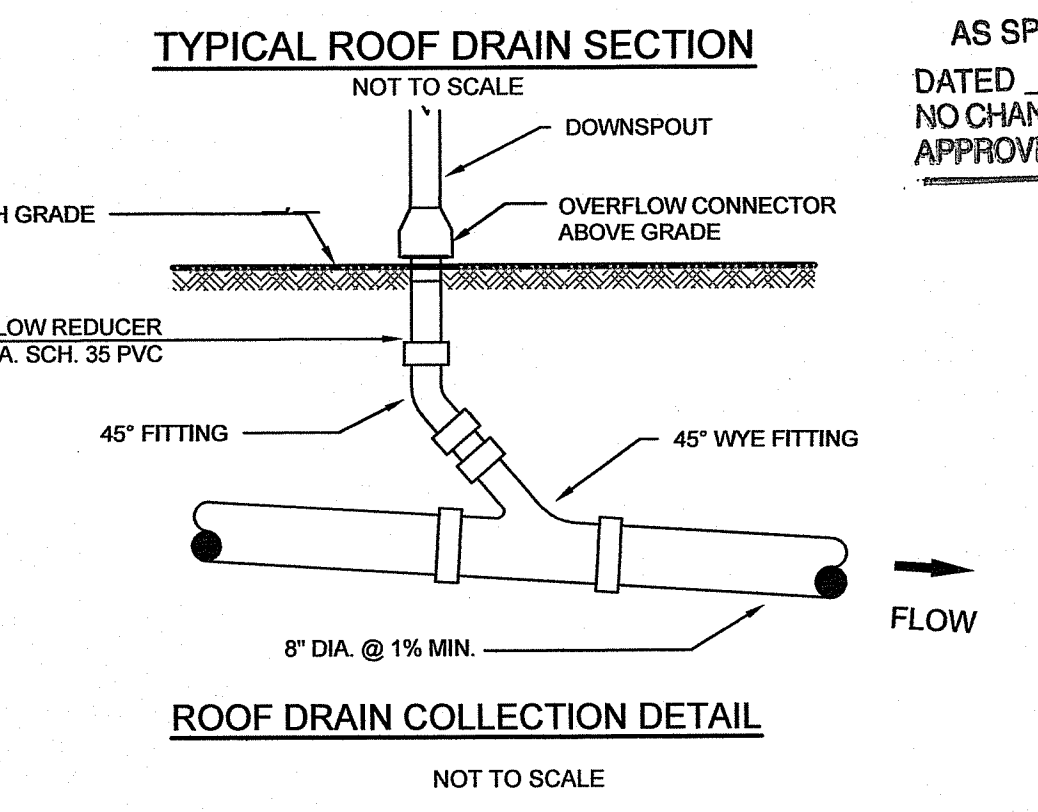 TYPICAL ROOF DRAIN SECTION
NOT TO SCALE
AS SP
DATED
NO CHAN
APPROVE
DOWNSPOUT
H GRADE
OVERFLOW CONNECTOR
ABOVE GRADE
LOW REDUCER
A. SCH. 35 PVC
45° FITTING
45° WYE FITTING
FLOW
8" DIA. @ 1% MIN.
ROOF DRAIN COLLECTION DETAIL
NOT TO SCALE